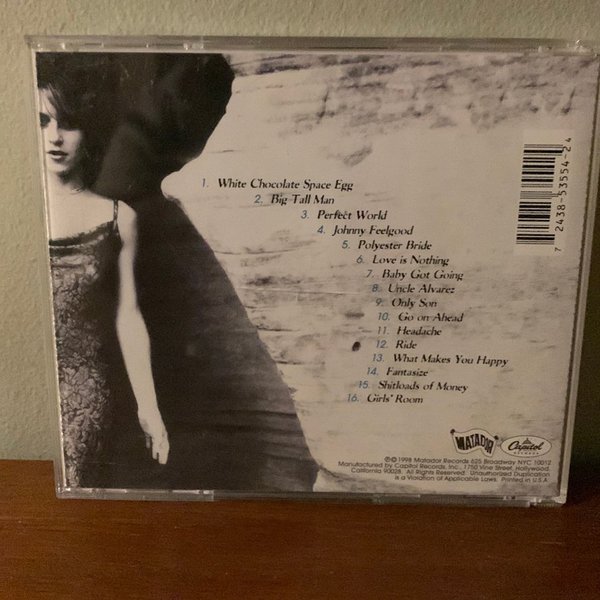 1. White Chocolate Space Egg
2. Big Tall Man
3. Perfect World
4. Johnny Feelgood
5. Polyester Bride
6. Love is Nothing
7. Baby Got Going
8. Uncle Alvarez
9. Only Son
10. Go on Ahead
11. Headache
12. Ride
13. What Makes You Happy
14. Fantasize
15. Shitloads of Money
16. Girls' Room
7 2438-53554-2 4
MATADOR
Capitol
RECORDS
℗©1998 Matador Records 625 Broadway NYC 10012
Manufactured by Capitol Records, Inc., 1750 Vine Street, Hollywood,
California 90028. All Rights Reserved. Unauthorized Duplication
is a Violation of Applicable Laws. Printed in U.S.A.